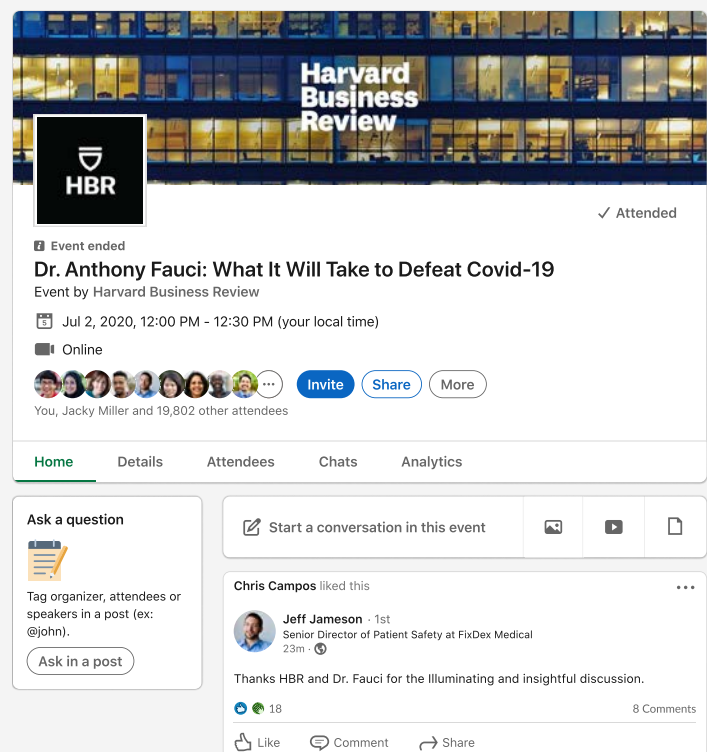 Harvard
Business
Review
HBR
Attended
Event ended
Dr. Anthony Fauci: What It Will Take to Defeat Covid-19
Event by Harvard Business Review
5
Jul 2, 2020, 12:00 PM - 12:30 PM (your local time)
Online
Invite
Share
More
You, Jacky Miller and 19,802 other attendees
Home
Details
Attendees
Chats
Analytics
Ask a question
Tag organizer, attendees or
speakers in a post (ex:
@john).
Ask in a post
Start a conversation in this event
Chris Campos liked this
Jeff Jameson · 1st
Senior Director of Patient Safety at FixDex Medical
23m ·
Thanks HBR and Dr. Fauci for the Illuminating and insightful discussion.
18
8 Comments
Like
Comment
Share